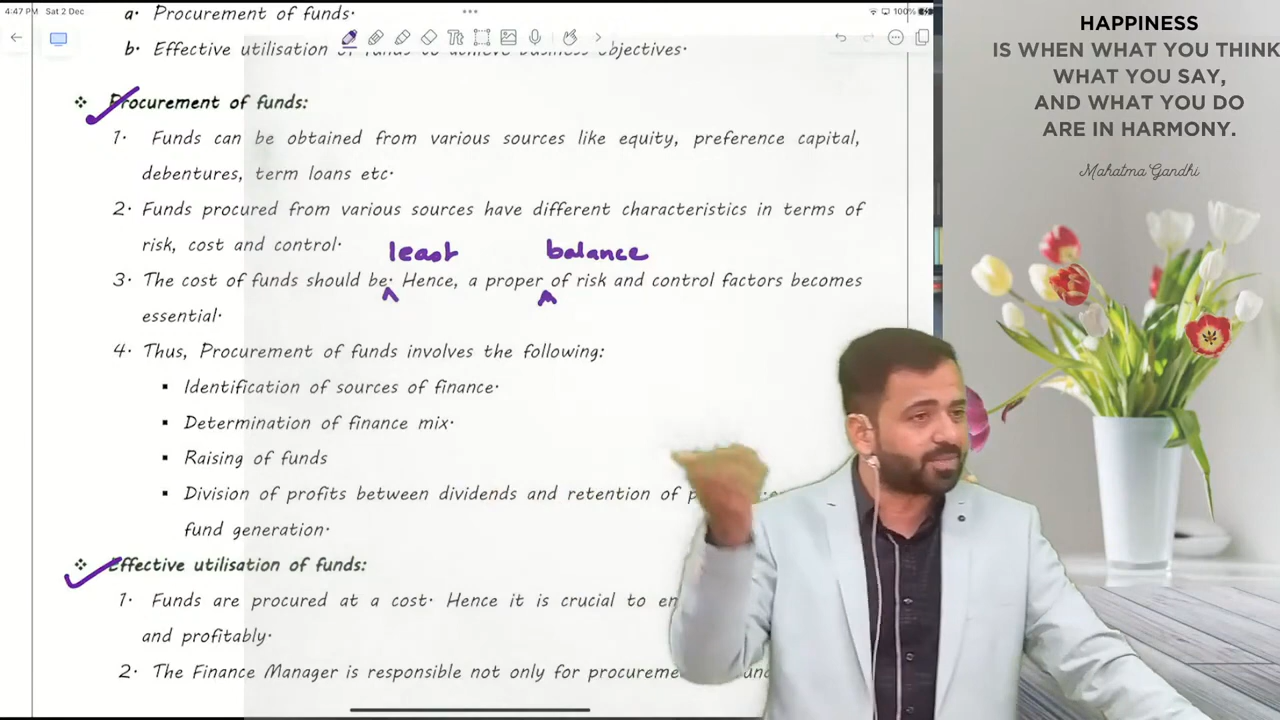 4:47 PM Sat 2 Dec
100%
a. Procurement of funds.
b. Effective utilisation of funds to achieve business objectives.
Procurement of funds:
1. Funds can be obtained from various sources like equity, preference capital,
debentures, term loans etc.
2. Funds procured from various sources have different characteristics in terms of
risk, cost and control.
least balance
3. The cost of funds should be. Hence, a proper of risk and control factors becomes
essential.
4. Thus, Procurement of funds involves the following:
Identification of sources of finance.
Determination of finance mix.
Raising of funds
Division of profits between dividends and retention of
fund generation.
Effective utilisation of funds:
1. Funds are procured at a cost. Hence it is crucial to
and profitably.
2. The Finance Manager is responsible not only for
HAPPINESS
IS WHEN WHAT YOU THINK
WHAT YOU SAY,
AND WHAT YOU DO
ARE IN HARMONY.
Mahatma Gandhi